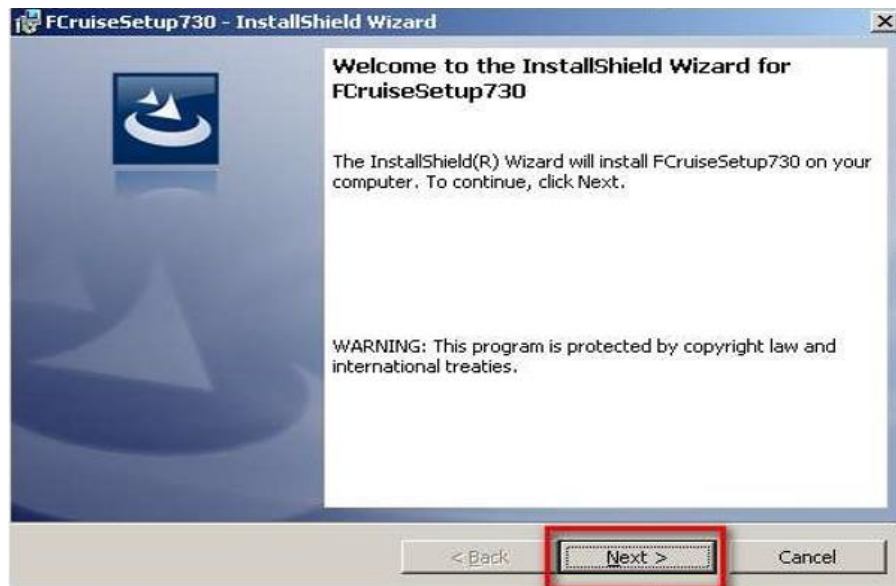 FCruiseSetup730 - InstallShield Wizard
Welcome to the InstallShield Wizard for
FCruiseSetup730
The InstallShield(R) Wizard will install FCruiseSetup730 on your
computer. To continue, click Next.
WARNING: This program is protected by copyright law and
international treaties.
< Back Next > Cancel